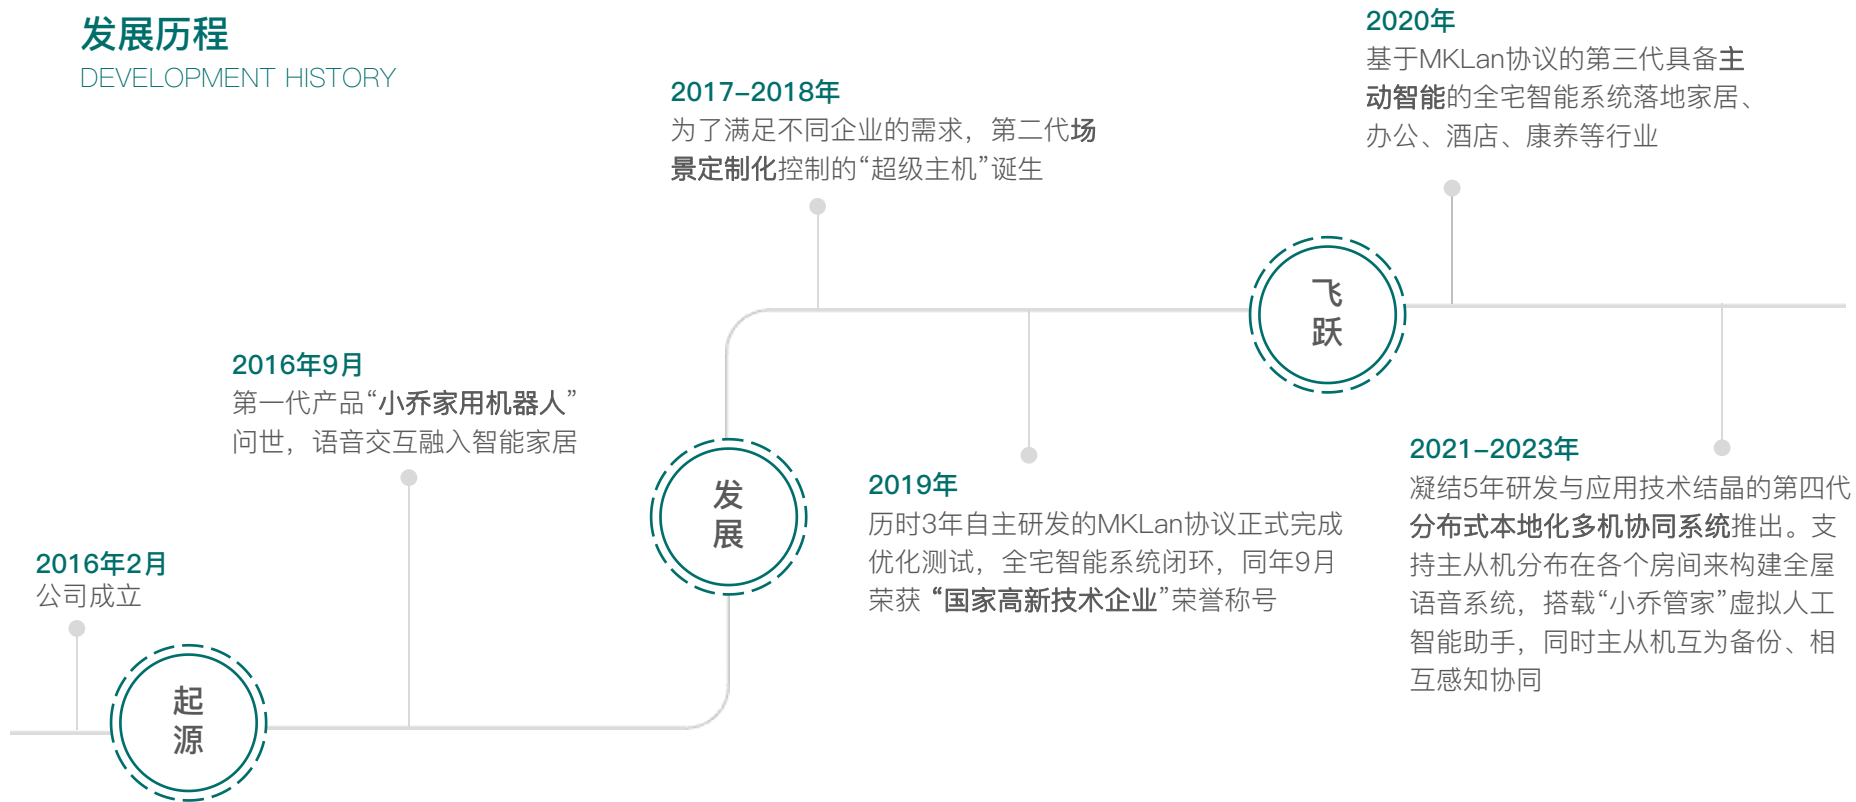 发展历程
DEVELOPMENT HISTORY
2016年2月
公司成立
起
源
2016年9月
第一代产品“小乔家用机器人”
问世，语音交互融入智能家居
发
展
2017-2018年
为了满足不同企业的需求，第二代场
景定制化控制的“超级主机”诞生
2019年
历时3年自主研发的MKLan协议正式完成
优化测试，全宅智能系统闭环，同年9月
荣获 “国家高新技术企业”荣誉称号
飞
跃
2020年
基于MKLan协议的第三代具备主
动智能的全宅智能系统落地家居、
办公、酒店、康养等行业
2021-2023年
凝结5年研发与应用技术结晶的第四代
分布式本地化多机协同系统推出。支
持主从机分布在各个房间来构建全屋
语音系统，搭载“小乔管家”虚拟人工
智能助手，同时主从机互为备份、相
互感知协同